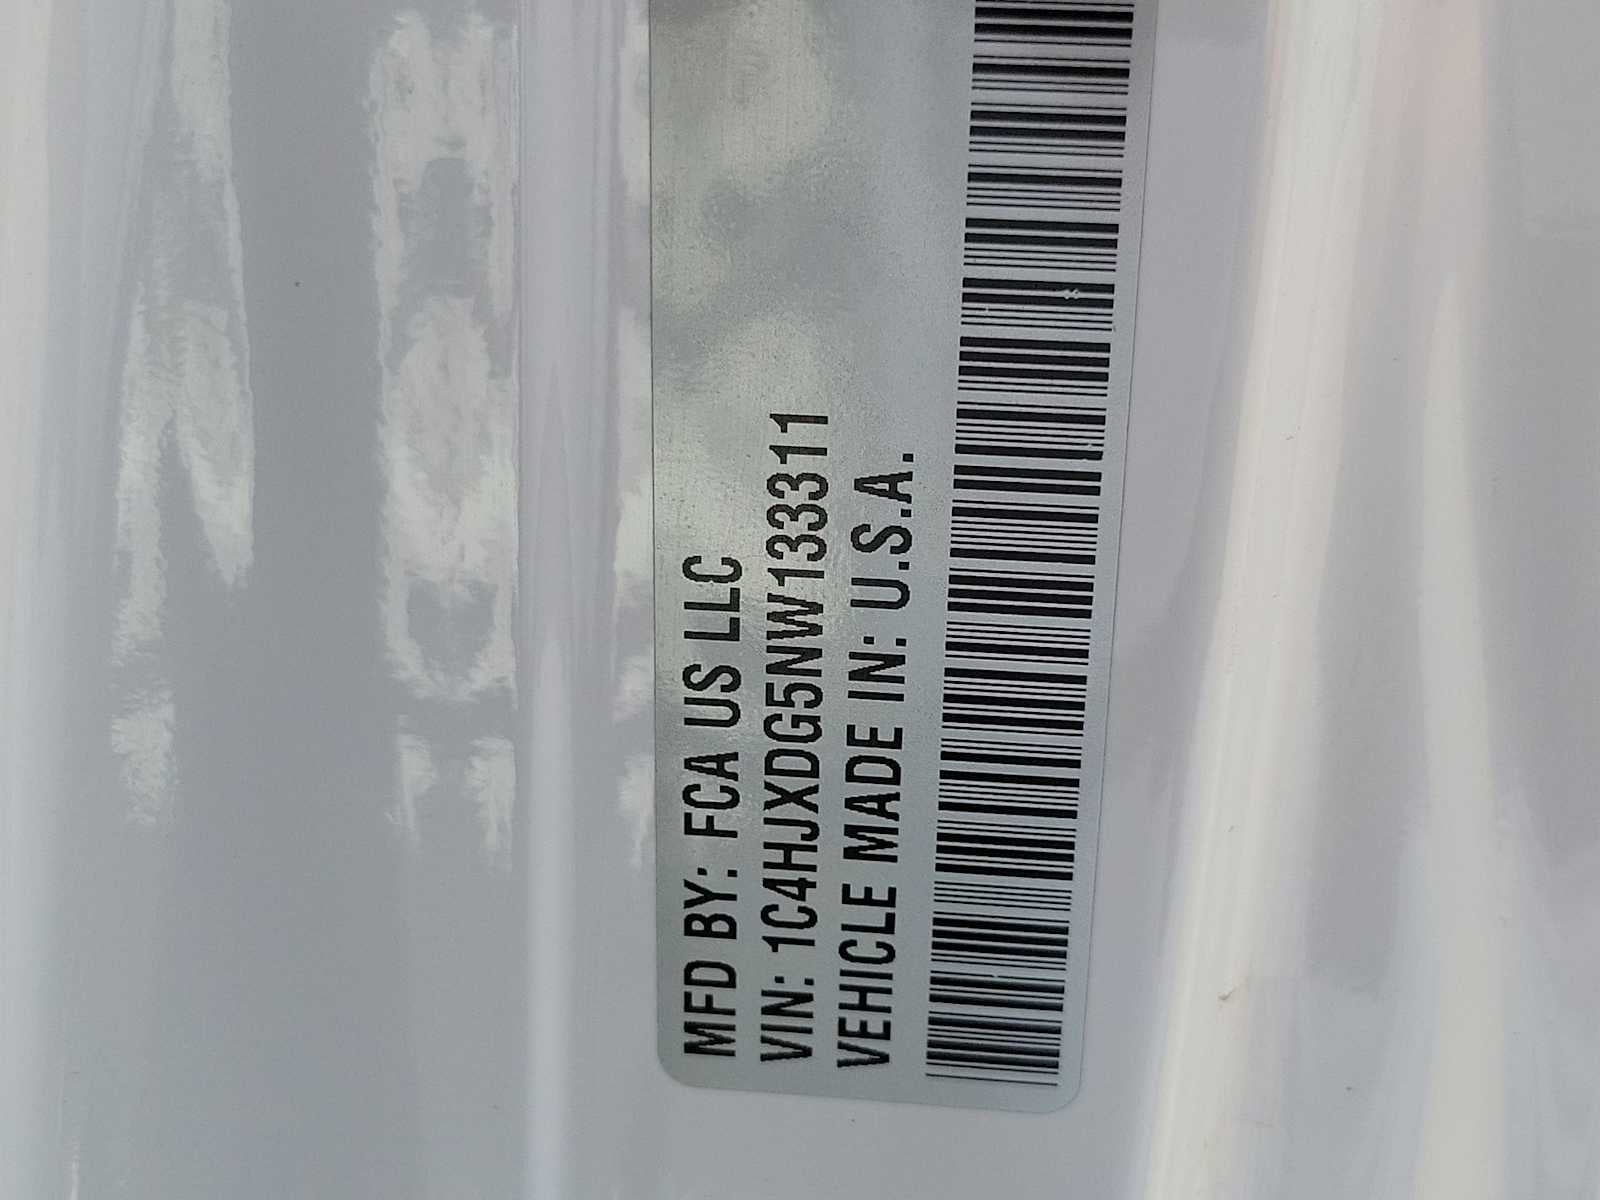 MFD BY: FCA US LLC
VIN: 1C4HJXDG5NW133311
VEHICLE MADE IN: U.S.A.